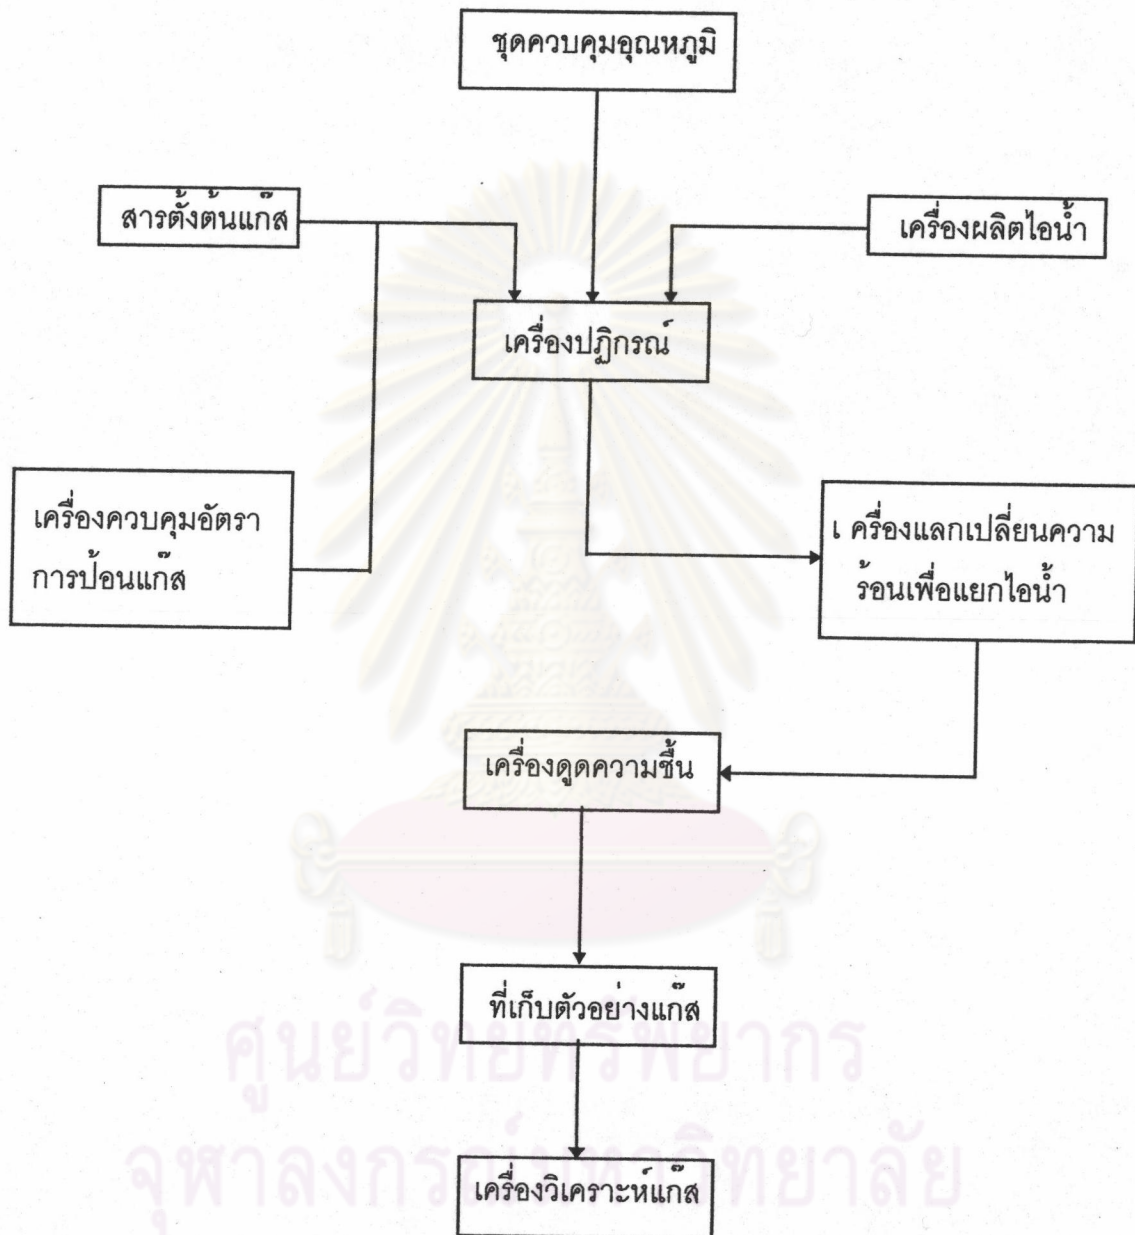 ชุดควบคุมอุณหภูมิ
สารตั้งต้นแก๊ส
เครื่องผลิตไอน้ำ
เครื่องปฏิกรณ์
เครื่องควบคุมอัตรา
การป้อนแก๊ส
เ ครื่องแลกเปลี่ยนความ
ร้อนเพื่อแยกไอน้ำ
เครื่องดูดความชื้น
ที่เก็บตัวอย่างแก๊ส
ศูนย์วิทยทรัพยากร
จุฬาลงกรณ์มหาวิทยาลัย
เครื่องวิเคราะห์แก๊ส